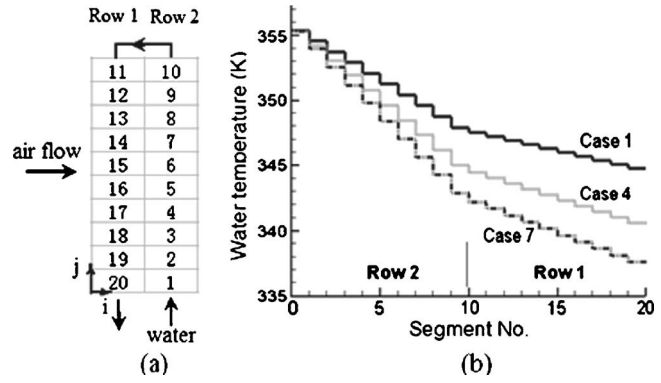 Row 1 Row 2
11 10
12 9
13 8
14 7
15 6
16 5
17 4
18 3
19 2
20 1
air flow
j
i
water
(a)
Water temperature (K)
355
350
345
340
335
Case 1
Case 4
Case 7
Row 2 Row 1
0 5 10 15 20
Segment No.
(b)